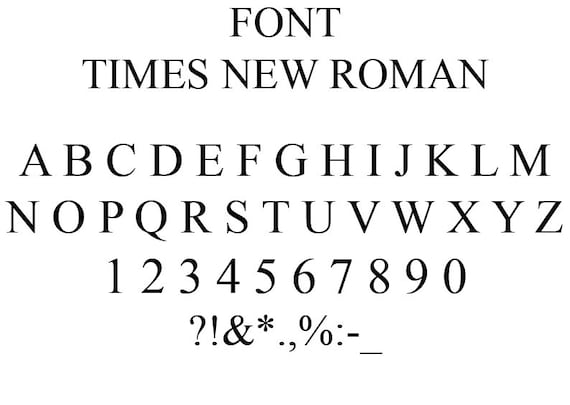 FONT
TIMES NEW ROMAN
A B C D E F G H I J K L M
N O P Q R S T U V W X Y Z
1 2 3 4 5 6 7 8 9 0
?!&*.,%:-_